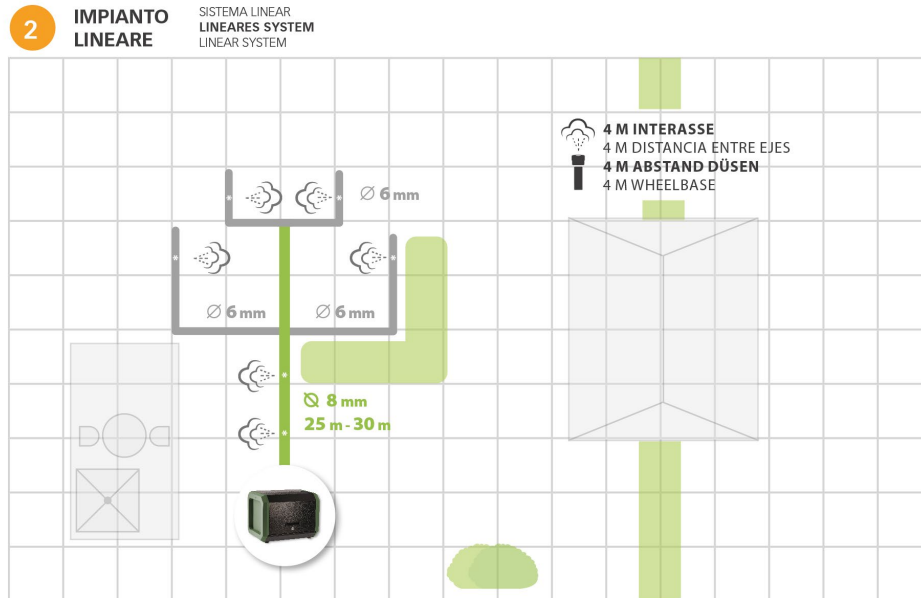 2
IMPIANTO
LINEARE
SISTEMA LINEAR
LINEARES SYSTEM
LINEAR SYSTEM
4 M INTERASSE
4 M DISTANCIA ENTRE EJES
4 M ABSTAND DÜSEN
4 M WHEELBASE
∅ 6 mm
∅ 6 mm
∅ 6 mm
∅ 8 mm
25 m - 30 m